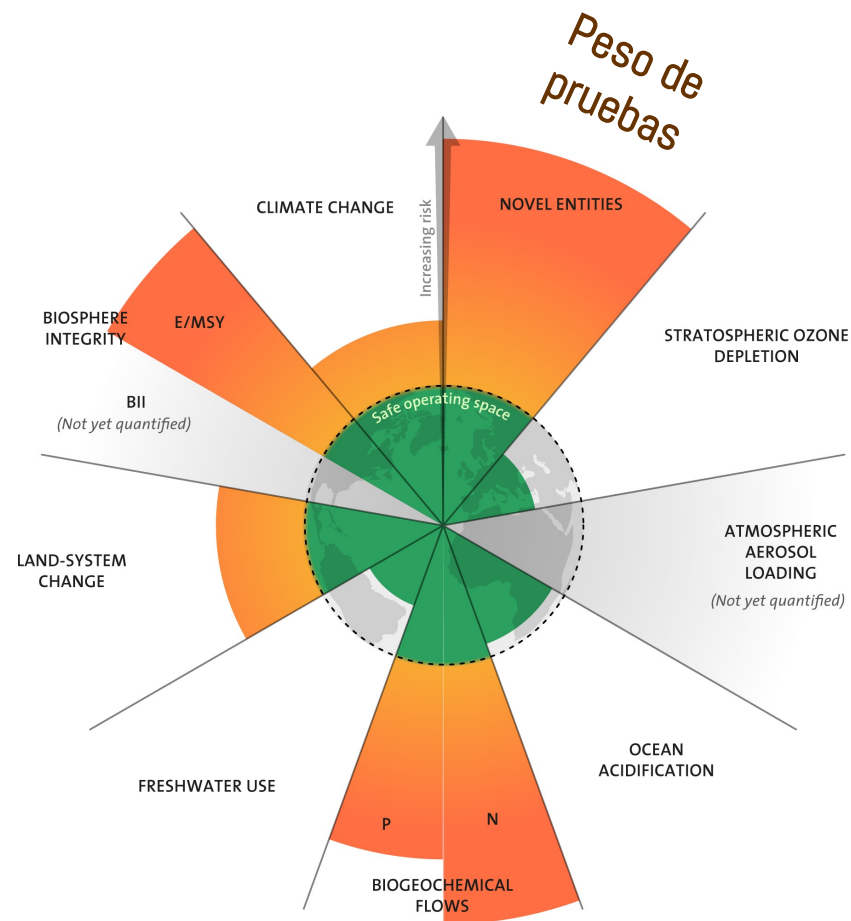 Peso de
pruebas
CLIMATE CHANGE
NOVEL ENTITIES
Increasing risk
BIOSPHERE
INTEGRITY
E/MSY
STRATOSPHERIC OZONE
DEPLETION
BII
(Not yet quantified)
Safe operating space
LAND-SYSTEM
CHANGE
ATMOSPHERIC
AEROSOL
LOADING
(Not yet quantified)
FRESHWATER USE
OCEAN
ACIDIFICATION
P
N
BIOGEOCHEMICAL
FLOWS